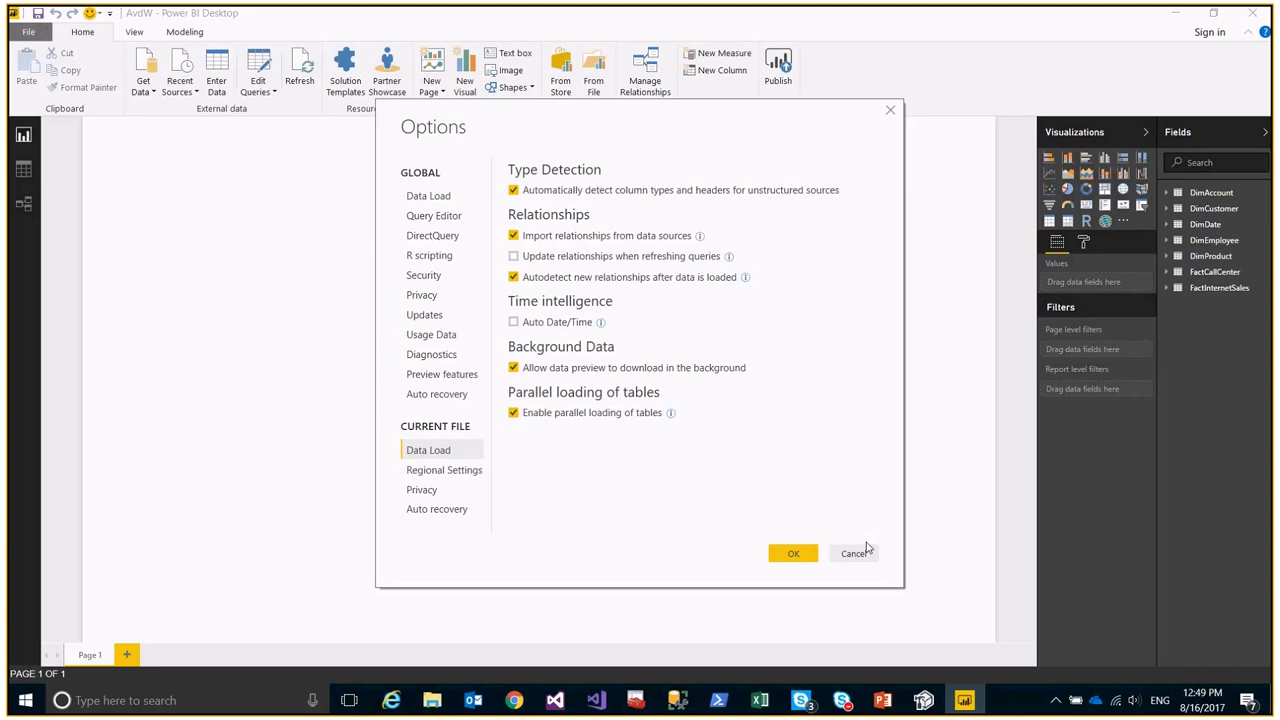 AvdW - Power BI Desktop
File
Home
View
Modeling
Sign in
Paste
Cut
Copy
Format Painter
Clipboard
Get Data
Recent Sources
Enter Data
Edit Queries
Refresh
External data
Solution Templates
Partner Showcase
Resour
New Page
New Visual
Text box
Image
Shapes
From Store
From File
Manage Relationships
New Measure
New Column
Publish
Options
GLOBAL
Data Load
Query Editor
DirectQuery
R scripting
Security
Privacy
Updates
Usage Data
Diagnostics
Preview features
Auto recovery
CURRENT FILE
Data Load
Regional Settings
Privacy
Auto recovery
Type Detection
Automatically detect column types and headers for unstructured sources
Relationships
Import relationships from data sources
Update relationships when refreshing queries
Autodetect new relationships after data is loaded
Time intelligence
Auto Date/Time
Background Data
Allow data preview to download in the background
Parallel loading of tables
Enable parallel loading of tables
OK
Cancel
Visualizations
R
Values
Drag data fields here
Filters
Page level filters
Drag data fields here
Report level filters
Drag data fields here
Fields
Search
DimAccount
DimCustomer
DimDate
DimEmployee
DimProduct
FactCallCenter
FactInternetSales
Page 1
PAGE 1 OF 1
Type here to search
3
ENG
12:49 PM
8/16/2017
7